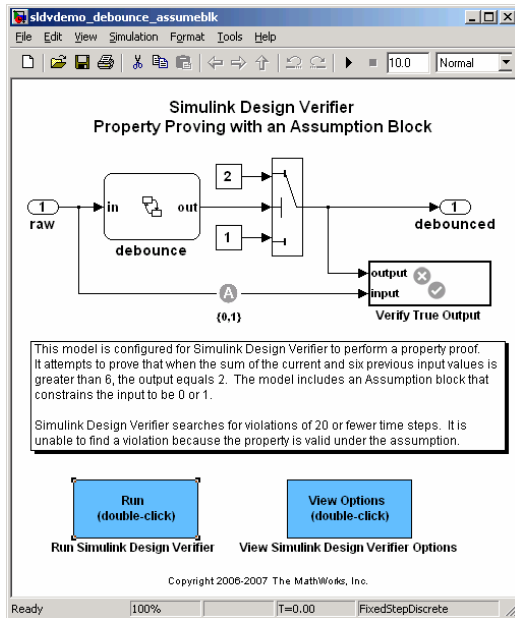 sldvdemo_debounce_assumeblk
File Edit View Simulation Format Tools Help
10.0 Normal
Simulink Design Verifier
Property Proving with an Assumption Block
2
1 in out 1
raw debounced
debounce
1
output
input
A
{0,1}
Verify True Output
This model is configured for Simulink Design Verifier to perform a property proof.
It attempts to prove that when the sum of the current and six previous input values is
greater than 6, the output equals 2. The model includes an Assumption block that
constrains the input to be 0 or 1.
Simulink Design Verifier searches for violations of 20 or fewer time steps. It is
unable to find a violation because the property is valid under the assumption.
Run View Options
(double-click) (double-click)
Run Simulink Design Verifier View Simulink Design Verifier Options
Copyright 2006-2007 The MathWorks, Inc.
Ready 100% T=0.00 FixedStepDiscrete